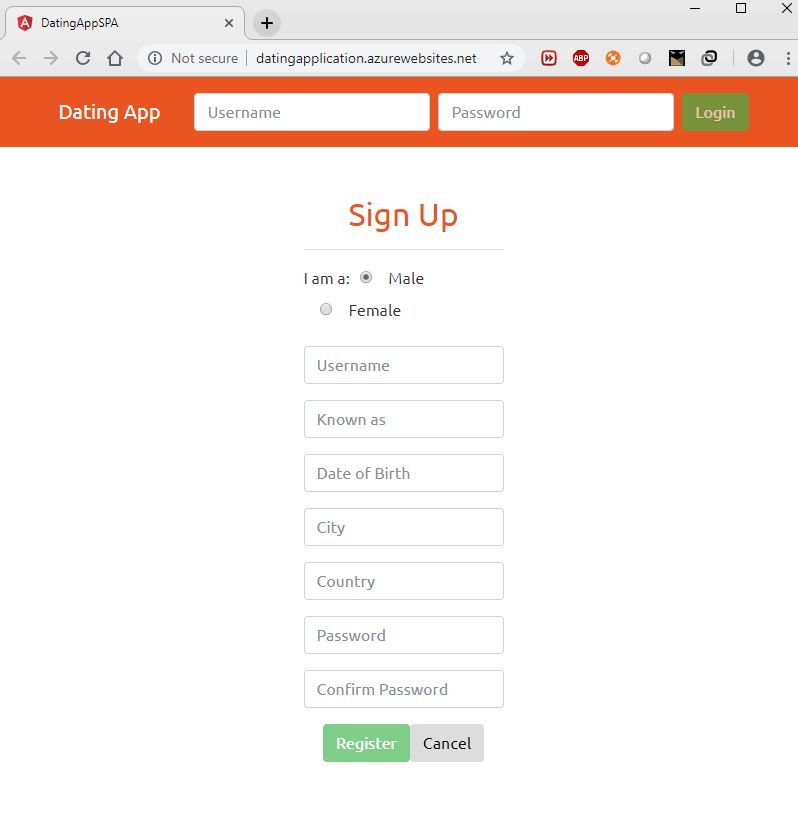 DatingAppSPA
Not secure | datingapplication.azurewebsites.net
ABP
Dating App Username Password Login
Sign Up
I am a: Male
Female
Username
Known as
Date of Birth
City
Country
Password
Confirm Password
Register Cancel